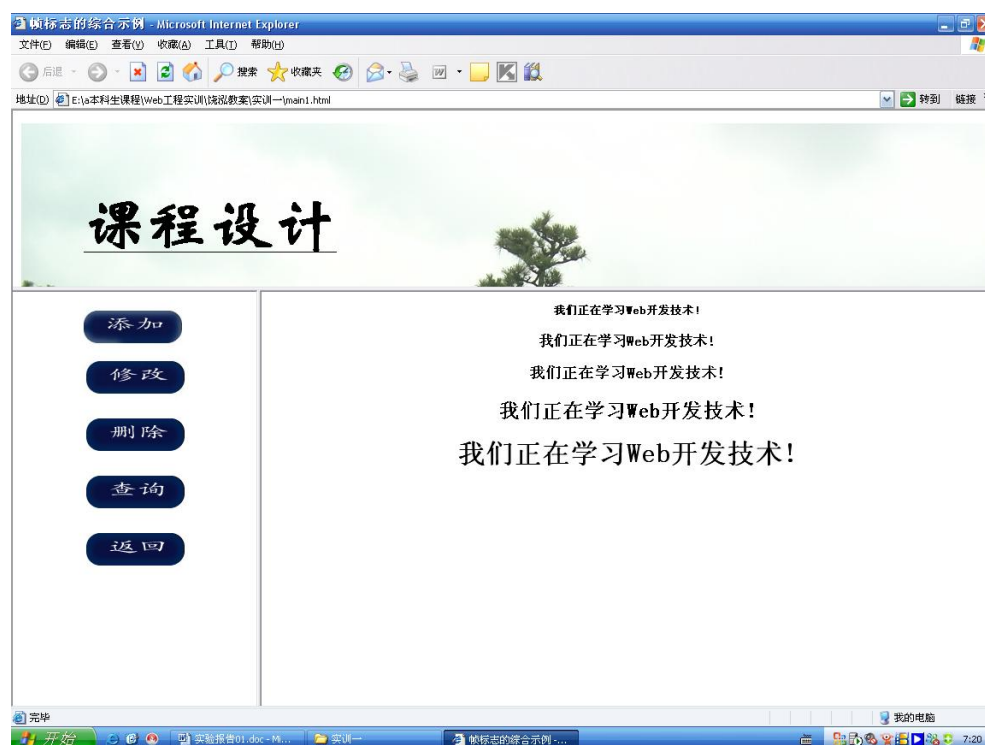 帧标志的综合示例 - Microsoft Internet Explorer
文件(F) 编辑(E) 查看(V) 收藏(A) 工具(T) 帮助(H)
后退 搜索 收藏夹
地址(D) E:\a本科生课程\Web工程实训\饶泓教案\实训一\main1.html 转到 链接
课程设计
添加
修改
删除
查询
返回
我们正在学习Web开发技术!
我们正在学习Web开发技术!
我们正在学习Web开发技术!
我们正在学习Web开发技术!
我们正在学习Web开发技术!
完毕 我的电脑
开始 实验报告01.doc - M... 实训一 帧标志的综合示例 -... 7:20